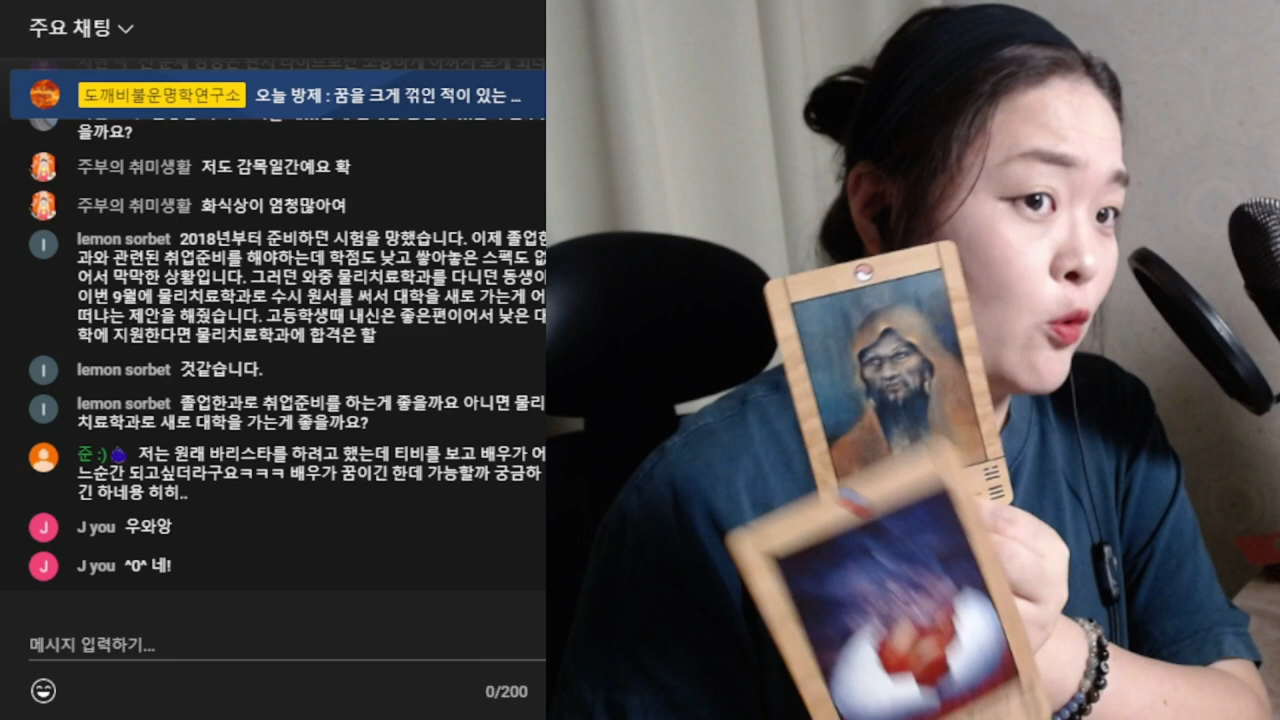 주요 채팅
도깨비불운명학연구소 오늘 방제 : 꿈을 크게 꺾인 적이 있는 ...
을까요?
주부의 취미생활 저도 감목일간예요 확
주부의 취미생활 화식상이 엄청많아여
lemon sorbet 2018년부터 준비하던 시험을 망했습니다. 이제 졸업한
과와 관련된 취업준비를 해야하는데 학점도 낮고 쌓아놓은 스펙도 없
어서 막막한 상황입니다. 그러던 와중 물리치료학과를 다니던 동생이
이번 9월에 물리치료학과로 수시 원서를 써서 대학을 새로 가는게 어
떠냐는 제안을 해줬습니다. 고등학생때 내신은 좋은편이어서 낮은 대
학에 지원한다면 물리치료학과에 합격은 할
lemon sorbet 것같습니다.
lemon sorbet 졸업한과로 취업준비를 하는게 좋을까요 아니면 물리
치료학과로 새로 대학을 가는게 좋을까요?
준 :) 저는 원래 바리스타를 하려고 했는데 티비를 보고 배우가 어
느순간 되고싶더라구요ㅋㅋㅋ 배우가 꿈이긴 한데 가능할까 궁금하
긴 하네용 히히..
J you 우와앙
J you ^0^ 네!
메시지 입력하기...
0/200